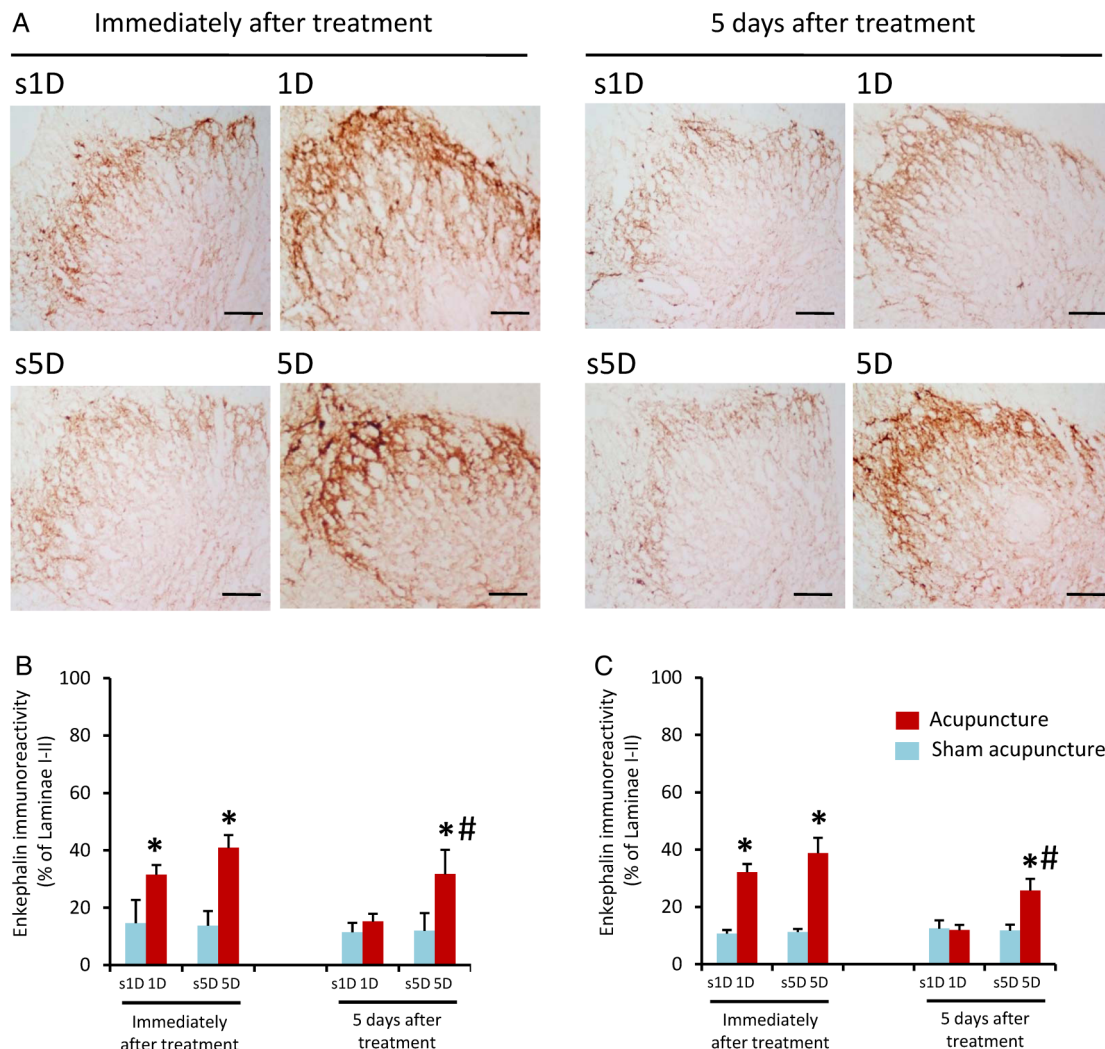 A
Immediately after treatment
5 days after treatment
s1D
1D
s1D
1D
s5D
5D
s5D
5D
B
Enkephalin immunoreactivity
(% of Laminae I-II)
100
80
60
40
20
0
*
*
*#
s1D 1D
s5D 5D
s1D 1D
s5D 5D
Immediately
after treatment
5 days after
treatment
C
Enkephalin immunoreactivity
(% of Laminae I-II)
100
80
60
40
20
0
Acupuncture
Sham acupuncture
*
*
*#
s1D 1D
s5D 5D
s1D 1D
s5D 5D
Immediately
after treatment
5 days after
treatment